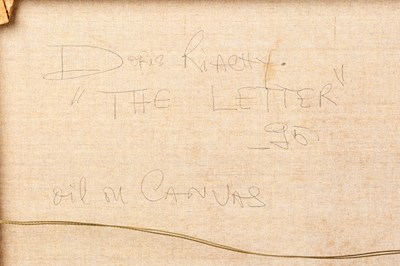 Doris Riachy.
"THE LETTER"
95
oil on CANVAS